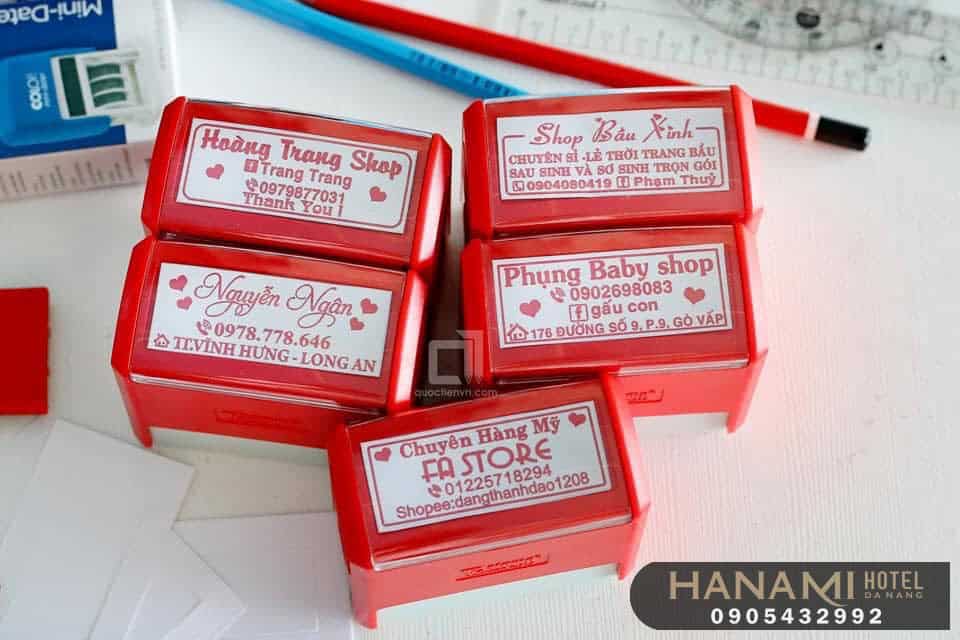 Mini-Date
COLOP
Hoàng Trang Shop
Trang Trang
0979877031
Thank You !
Shop Bầu Xinh
CHUYÊN SỈ -LẺ THỜI TRANG BẦU
SAU SINH VÀ SƠ SINH TRỌN GÓI
0904080419 Phạm Thuỷ
Nguyễn Ngân
0978.778.646
TT.VĨNH HƯNG - LONG AN
Phụng Baby shop
0902698083
gấu con
176 ĐƯỜNG SỐ 9, P.9, GÒ VẤP
quoctienvn.com
Chuyên Hàng Mỹ
FA STORE
01225718294
Shopee:dangthanhdao1208
HANAMI HOTEL
DA NANG
0905432992